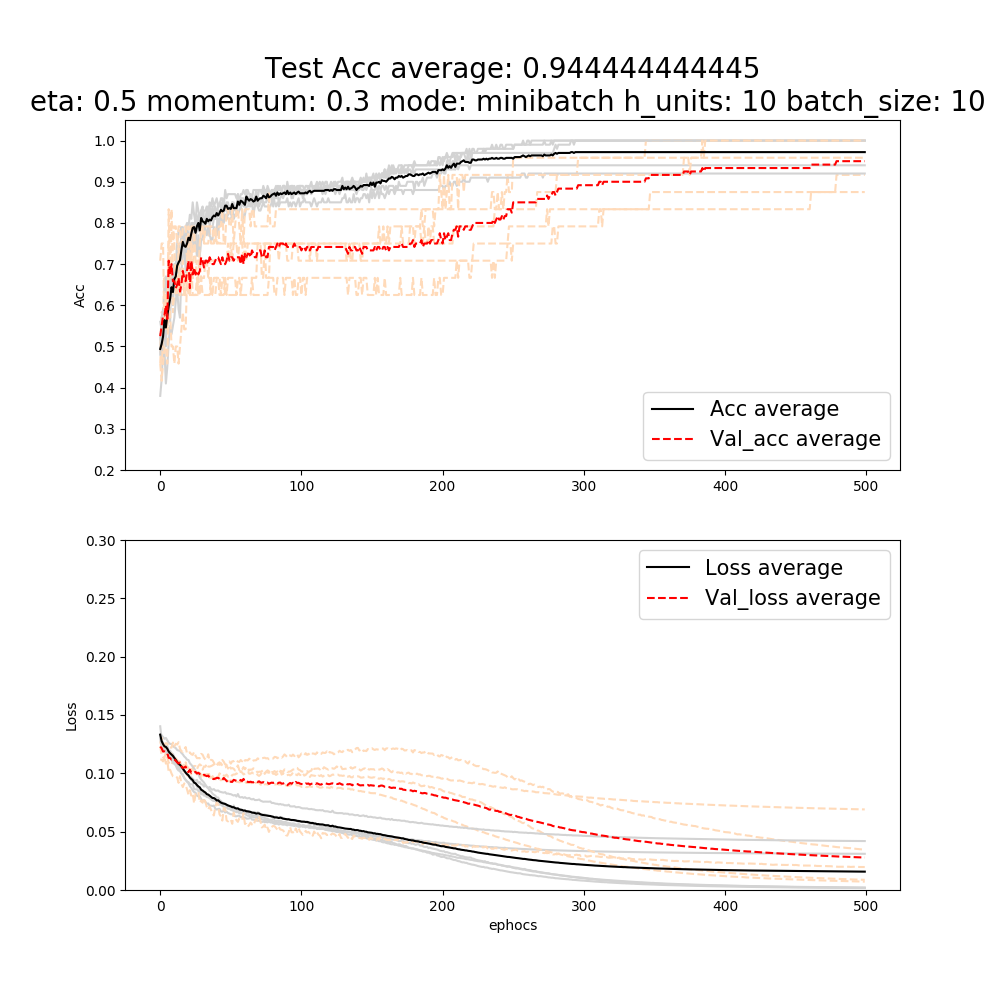 Test Acc average: 0.944444444445
eta: 0.5 momentum: 0.3 mode: minibatch h_units: 10 batch_size: 10
1.0
0.9
0.8
0.7
0.6
0.5
0.4
0.3
0.2
Acc
Acc average
Val_acc average
0 100 200 300 400 500
0.30
0.25
0.20
0.15
0.10
0.05
0.00
Loss
Loss average
Val_loss average
0 100 200 300 400 500
ephocs